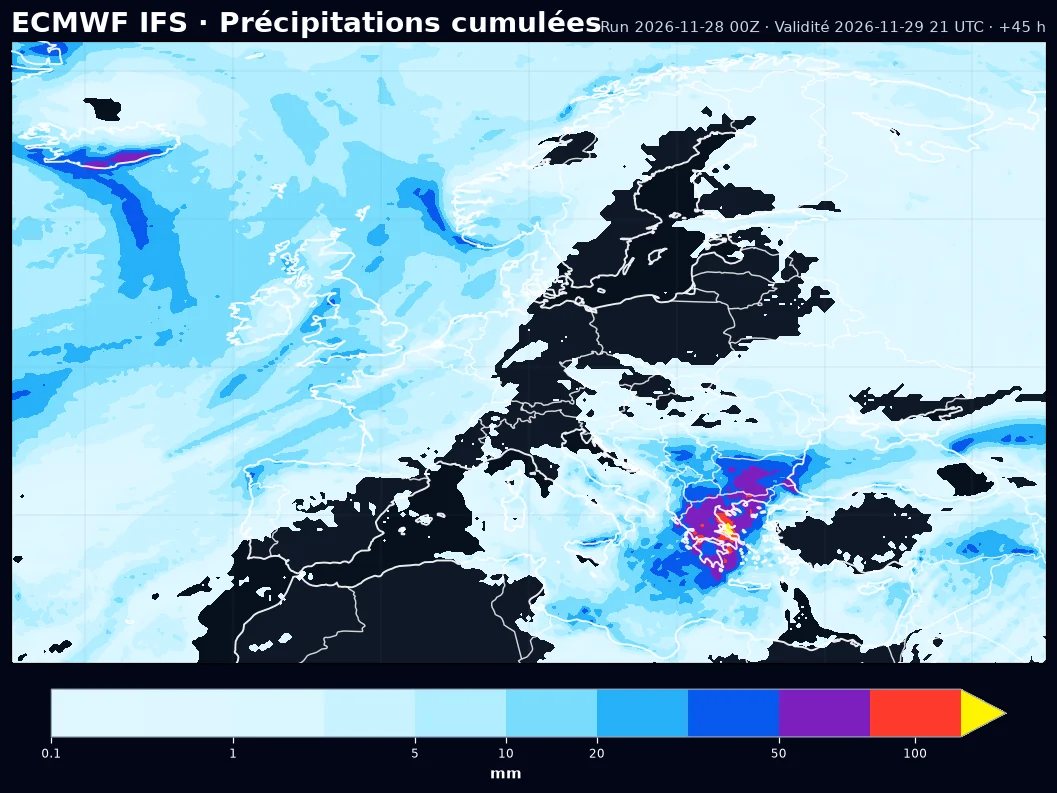 ECMWF IFS · Précipitations cumulées
Run 2026-11-28 00Z · Validité 2026-11-29 21 UTC · +45 h
0.1 1 5 10 20 50 100
mm